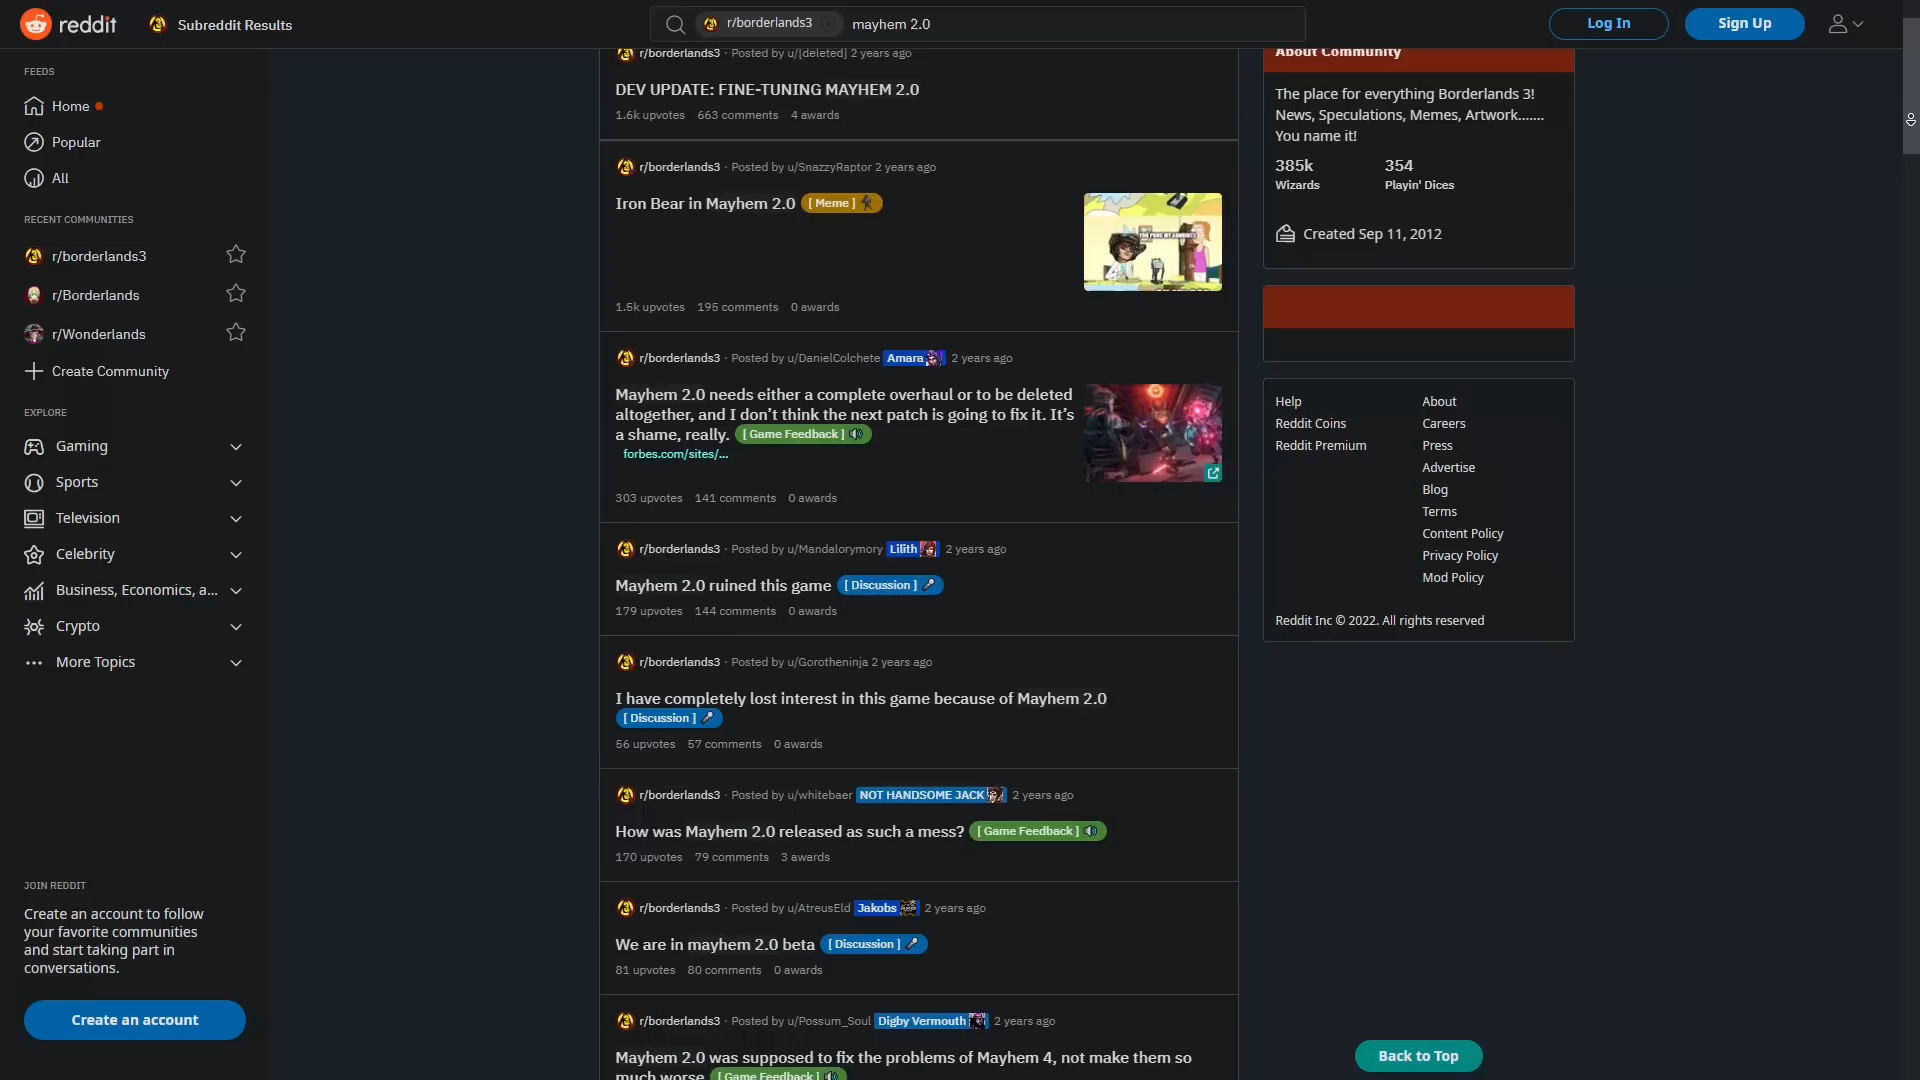 reddit
Subreddit Results
r/borderlands3
mayhem 2.0
Log In
Sign Up
FEEDS
Home
Popular
All
RECENT COMMUNITIES
r/borderlands3
r/Borderlands
r/Wonderlands
Create Community
EXPLORE
Gaming
Sports
Television
Celebrity
Business, Economics, a...
Crypto
More Topics
JOIN REDDIT
Create an account to follow
your favorite communities
and start taking part in
conversations.
Create an account
r/borderlands3 · Posted by u/[deleted] 2 years ago
DEV UPDATE: FINE-TUNING MAYHEM 2.0
1.6k upvotes 663 comments 4 awards
r/borderlands3 · Posted by u/SnazzyRaptor 2 years ago
Iron Bear in Mayhem 2.0 [ Meme ]
1.5k upvotes 195 comments 0 awards
r/borderlands3 · Posted by u/DanielColchete Amara 2 years ago
Mayhem 2.0 needs either a complete overhaul or to be deleted
altogether, and I don’t think the next patch is going to fix it. It’s
a shame, really. [ Game Feedback ]
forbes.com/sites/...
303 upvotes 141 comments 0 awards
r/borderlands3 · Posted by u/Mandalorymory Lilith 2 years ago
Mayhem 2.0 ruined this game [ Discussion ]
179 upvotes 144 comments 0 awards
r/borderlands3 · Posted by u/Gorotheninja 2 years ago
I have completely lost interest in this game because of Mayhem 2.0
[ Discussion ]
56 upvotes 57 comments 0 awards
r/borderlands3 · Posted by u/whitebaer NOT HANDSOME JACK 2 years ago
How was Mayhem 2.0 released as such a mess? [ Game Feedback ]
170 upvotes 79 comments 3 awards
r/borderlands3 · Posted by u/AtreusEld Jakobs 2 years ago
We are in mayhem 2.0 beta [ Discussion ]
81 upvotes 80 comments 0 awards
r/borderlands3 · Posted by u/Possum_Soul Digby Vermouth 2 years ago
Mayhem 2.0 was supposed to fix the problems of Mayhem 4, not make them so
much worse [ Game Feedback ]
About Community
The place for everything Borderlands 3!
News, Speculations, Memes, Artwork.......
You name it!
385k 354
Wizards Playin' Dices
Created Sep 11, 2012
Help About
Reddit Coins Careers
Reddit Premium Press
Advertise
Blog
Terms
Content Policy
Privacy Policy
Mod Policy
Reddit Inc © 2022. All rights reserved
Back to Top